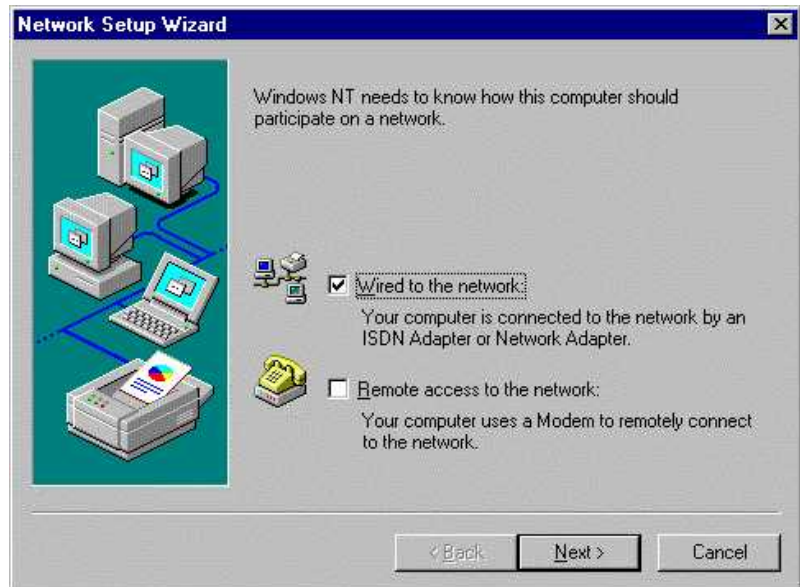 Network Setup Wizard
Windows NT needs to know how this computer should
participate on a network.
Wired to the network:
Your computer is connected to the network by an
ISDN Adapter or Network Adapter.
Remote access to the network:
Your computer uses a Modem to remotely connect
to the network.
< Back
Next >
Cancel